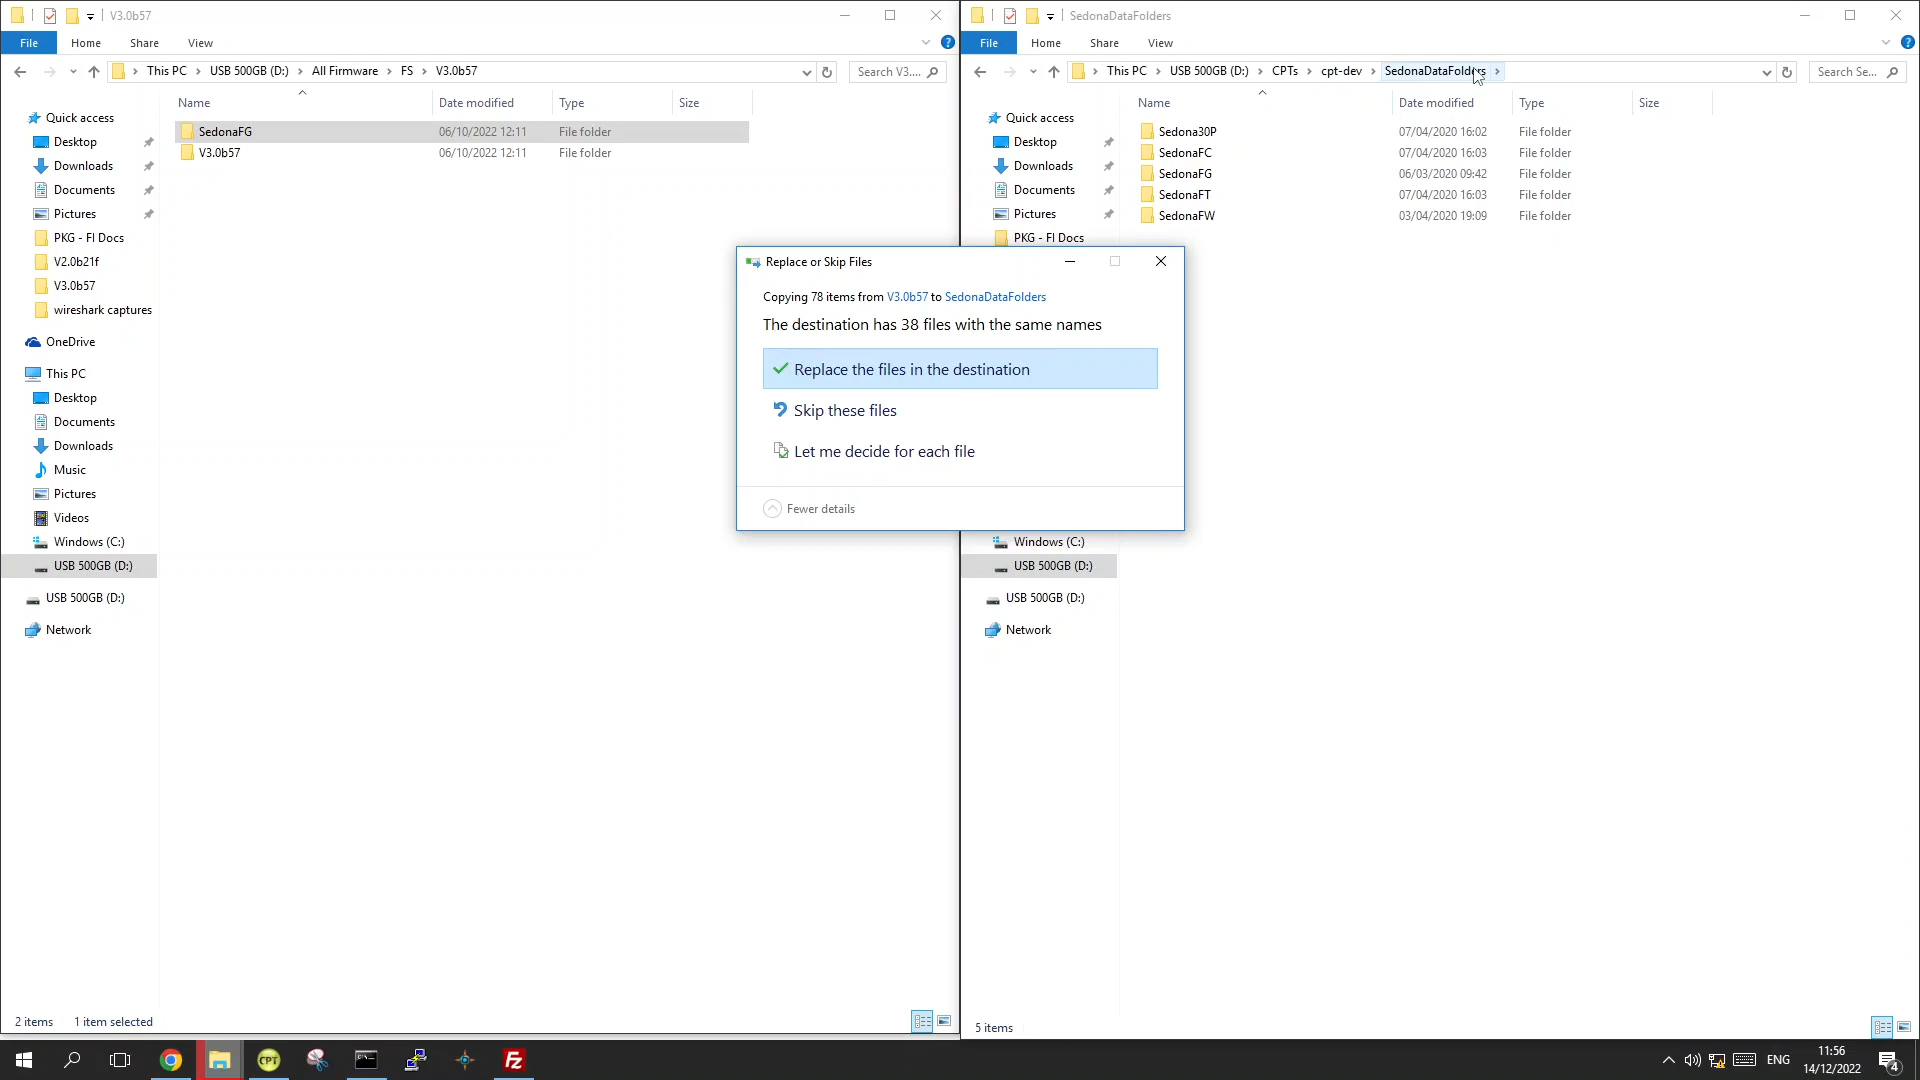 V3.0b57
File Home Share View
This PC USB 500GB (D:) All Firmware FS V3.0b57 Search V3....
Name Date modified Type Size
SedonaFG 06/10/2022 12:11 File folder
V3.0b57 06/10/2022 12:11 File folder
Quick access
Desktop
Downloads
Documents
Pictures
PKG - FI Docs
V2.0b21f
V3.0b57
wireshark captures
OneDrive
This PC
Desktop
Documents
Downloads
Music
Pictures
Videos
Windows (C:)
USB 500GB (D:)
USB 500GB (D:)
Network
2 items 1 item selected
SedonaDataFolders
File Home Share View
This PC USB 500GB (D:) CPTs cpt-dev SedonaDataFolders Search Se...
Name Date modified Type Size
Sedona30P 07/04/2020 16:02 File folder
SedonaFC 07/04/2020 16:03 File folder
SedonaFG 06/03/2020 09:42 File folder
SedonaFT 07/04/2020 16:03 File folder
SedonaFW 03/04/2020 19:09 File folder
Quick access
Desktop
Downloads
Documents
Pictures
PKG - FI Docs
Windows (C:)
USB 500GB (D:)
USB 500GB (D:)
Network
5 items
Replace or Skip Files
Copying 78 items from V3.0b57 to SedonaDataFolders
The destination has 38 files with the same names
Replace the files in the destination
Skip these files
Let me decide for each file
Fewer details
CPT
FZ
ENG
11:56
14/12/2022
4